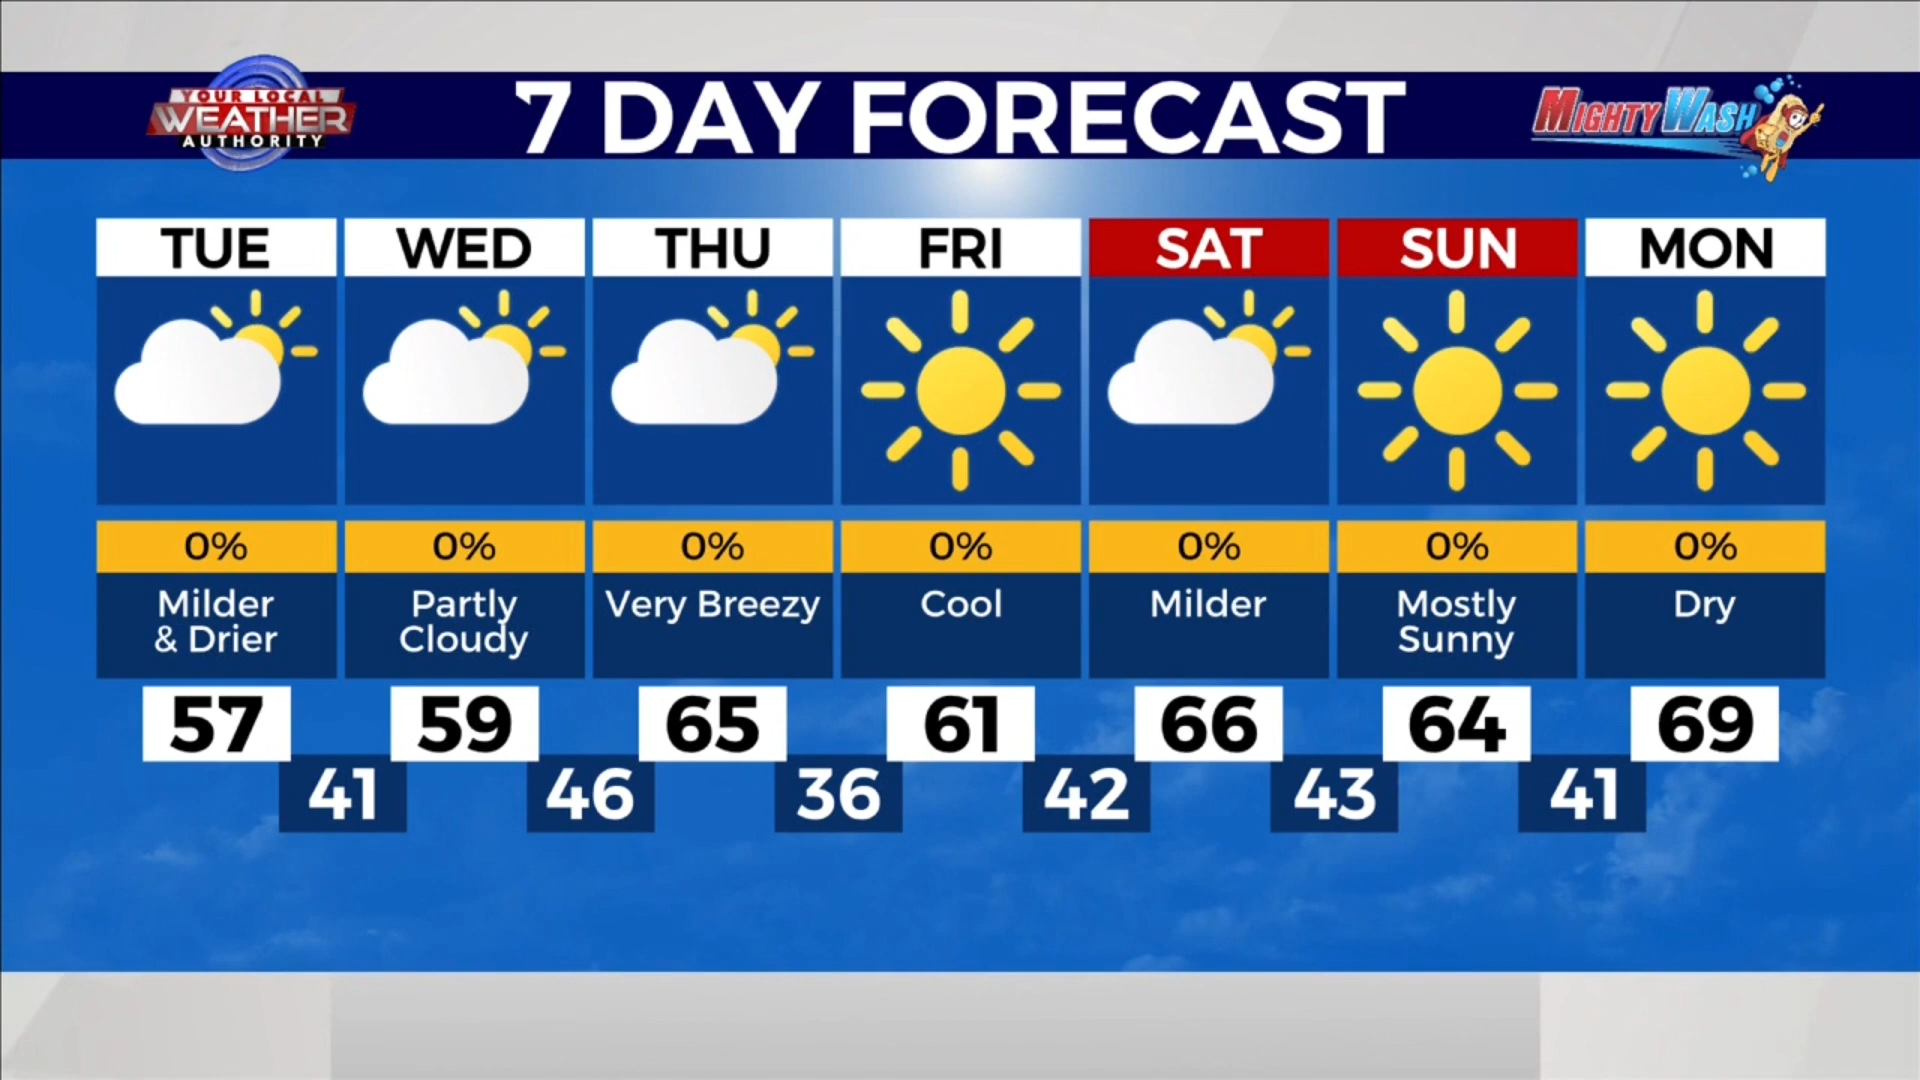 YOUR LOCAL
WEATHER
AUTHORITY
7 DAY FORECAST
MIGHTY WASH
TUE WED THU FRI SAT SUN MON
0% 0% 0% 0% 0% 0% 0%
Milder
& Drier
Partly
Cloudy
Very Breezy
Cool
Milder
Mostly
Sunny
Dry
57 59 65 61 66 64 69
41 46 36 42 43 41